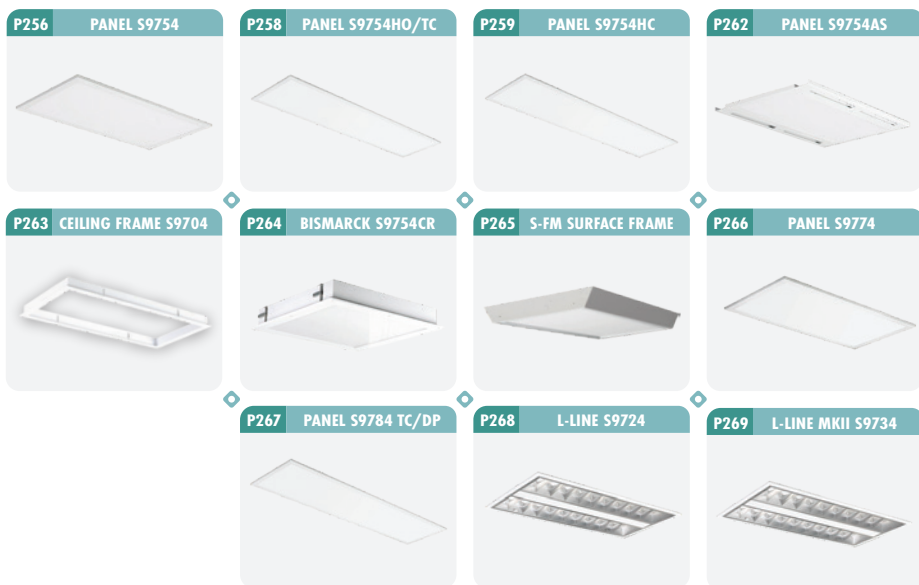 P256 PANEL S9754
P258 PANEL S9754HO/TC
P259 PANEL S9754HC
P262 PANEL S9754AS
P263 CEILING FRAME S9704
P264 BISMARCK S9754CR
P265 S-FM SURFACE FRAME
P266 PANEL S9774
P267 PANEL S9784 TC/DP
P268 L-LINE S9724
P269 L-LINE MKII S9734